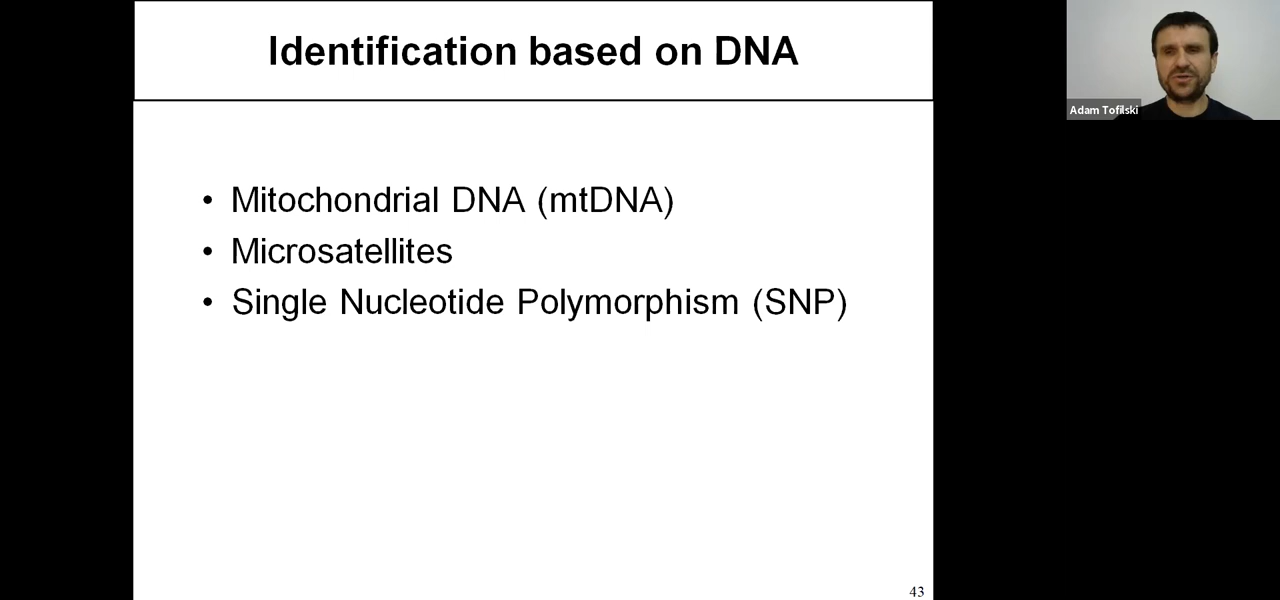 Identification based on DNA
Adam Tofilski
• Mitochondrial DNA (mtDNA)
• Microsatellites
• Single Nucleotide Polymorphism (SNP)
43